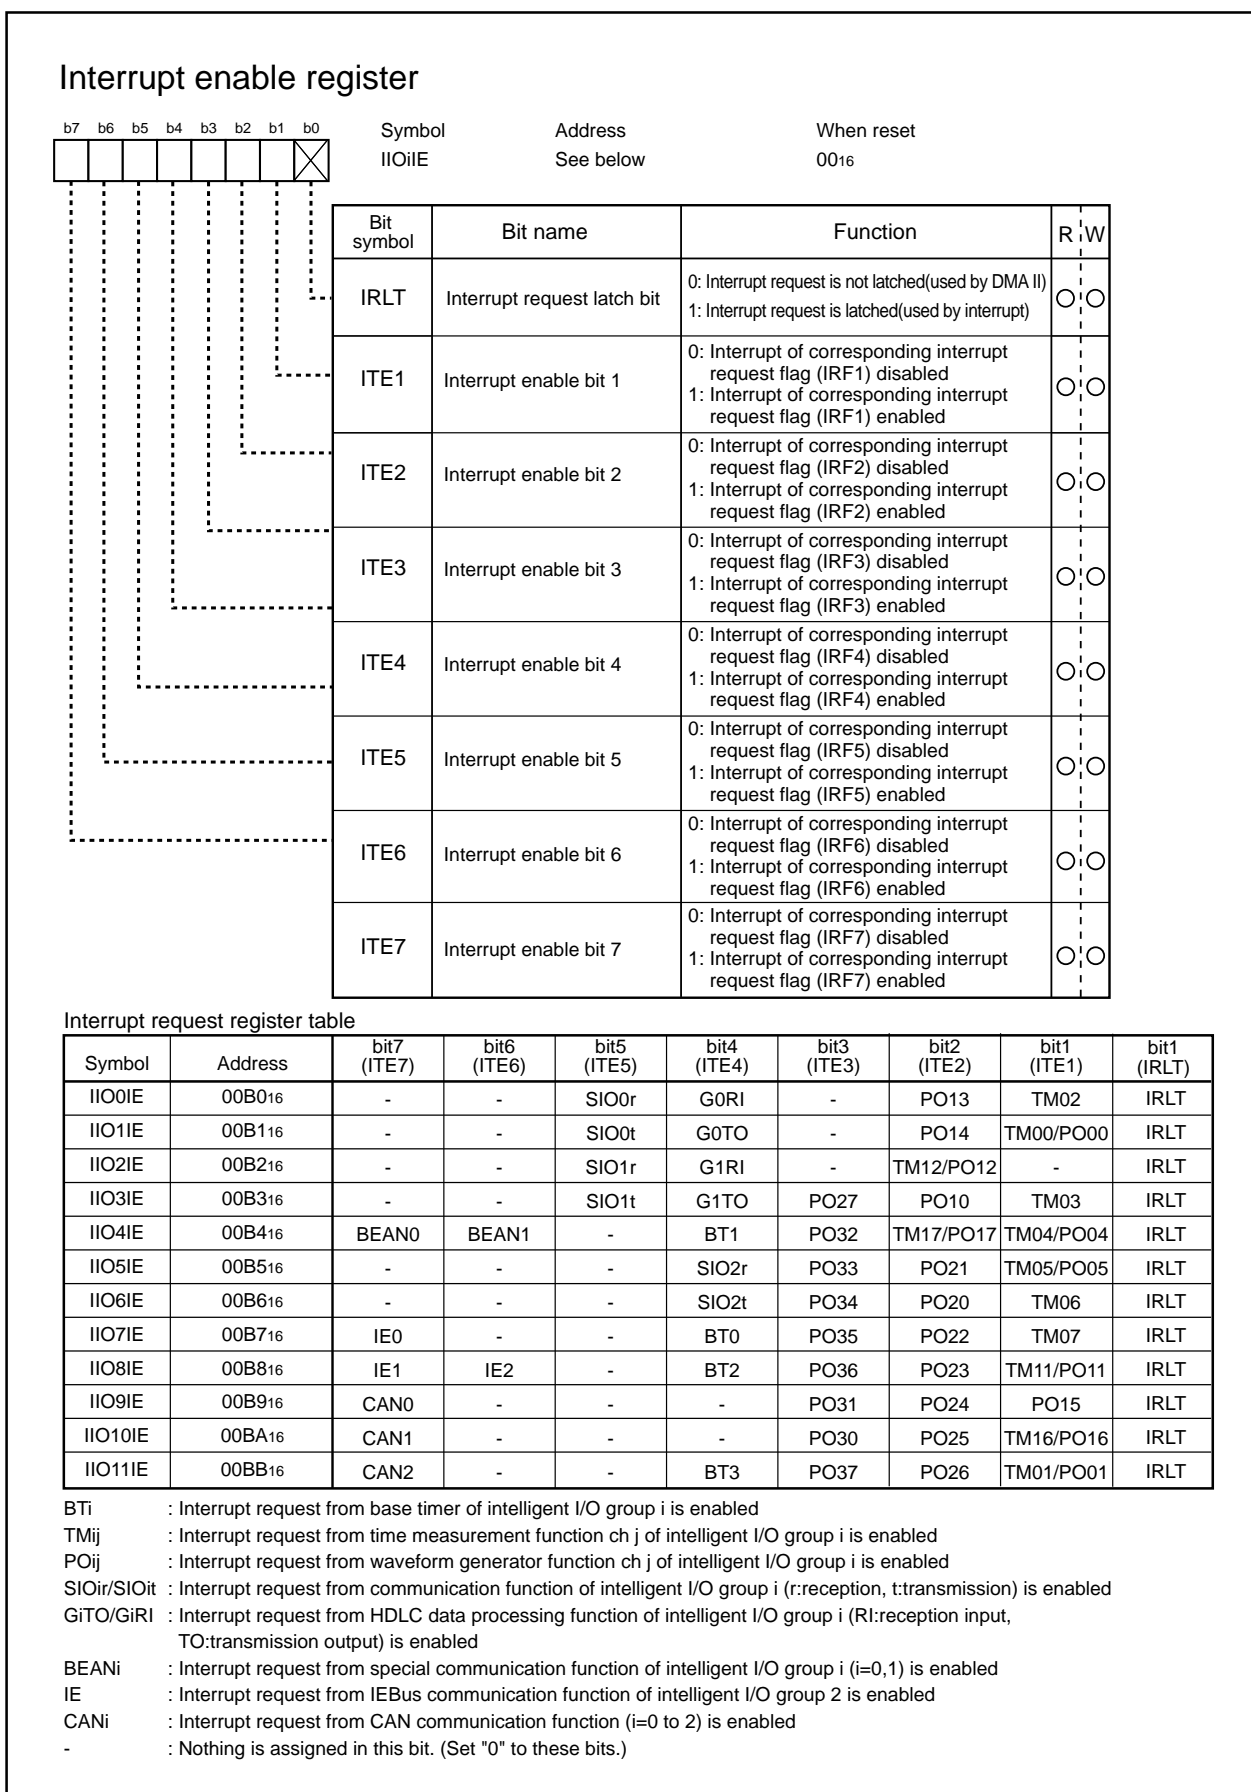 Interrupt enable register
b7 b6 b5 b4 b3 b2 b1 b0
Symbol Address When reset
IIOiIE See below 0016
Bit symbol Bit name Function R W
IRLT Interrupt request latch bit 0: Interrupt request is not latched(used by DMA II)
1: Interrupt request is latched(used by interrupt)
ITE1 Interrupt enable bit 1 0: Interrupt of corresponding interrupt
request flag (IRF1) disabled
1: Interrupt of corresponding interrupt
request flag (IRF1) enabled
ITE2 Interrupt enable bit 2 0: Interrupt of corresponding interrupt
request flag (IRF2) disabled
1: Interrupt of corresponding interrupt
request flag (IRF2) enabled
ITE3 Interrupt enable bit 3 0: Interrupt of corresponding interrupt
request flag (IRF3) disabled
1: Interrupt of corresponding interrupt
request flag (IRF3) enabled
ITE4 Interrupt enable bit 4 0: Interrupt of corresponding interrupt
request flag (IRF4) disabled
1: Interrupt of corresponding interrupt
request flag (IRF4) enabled
ITE5 Interrupt enable bit 5 0: Interrupt of corresponding interrupt
request flag (IRF5) disabled
1: Interrupt of corresponding interrupt
request flag (IRF5) enabled
ITE6 Interrupt enable bit 6 0: Interrupt of corresponding interrupt
request flag (IRF6) disabled
1: Interrupt of corresponding interrupt
request flag (IRF6) enabled
ITE7 Interrupt enable bit 7 0: Interrupt of corresponding interrupt
request flag (IRF7) disabled
1: Interrupt of corresponding interrupt
request flag (IRF7) enabled
Interrupt request register table
Symbol Address bit7 (ITE7) bit6 (ITE6) bit5 (ITE5) bit4 (ITE4) bit3 (ITE3) bit2 (ITE2) bit1 (ITE1) bit1 (IRLT)
IIO0IE 00B016 - - SIO0r G0RI - PO13 TM02 IRLT
IIO1IE 00B116 - - SIO0t G0TO - PO14 TM00/PO00 IRLT
IIO2IE 00B216 - - SIO1r G1RI - TM12/PO12 - IRLT
IIO3IE 00B316 - - SIO1t G1TO PO27 PO10 TM03 IRLT
IIO4IE 00B416 BEAN0 BEAN1 - BT1 PO32 TM17/PO17 TM04/PO04 IRLT
IIO5IE 00B516 - - - SIO2r PO33 PO21 TM05/PO05 IRLT
IIO6IE 00B616 - - - SIO2t PO34 PO20 TM06 IRLT
IIO7IE 00B716 IE0 - - BT0 PO35 PO22 TM07 IRLT
IIO8IE 00B816 IE1 IE2 - BT2 PO36 PO23 TM11/PO11 IRLT
IIO9IE 00B916 CAN0 - - - PO31 PO24 PO15 IRLT
IIO10IE 00BA16 CAN1 - - - PO30 PO25 TM16/PO16 IRLT
IIO11IE 00BB16 CAN2 - - BT3 PO37 PO26 TM01/PO01 IRLT
BTi : Interrupt request from base timer of intelligent I/O group i is enabled
TMij : Interrupt request from time measurement function ch j of intelligent I/O group i is enabled
POij : Interrupt request from waveform generator function ch j of intelligent I/O group i is enabled
SIOir/SIOit : Interrupt request from communication function of intelligent I/O group i (r:reception, t:transmission) is enabled
GiTO/GiRI : Interrupt request from HDLC data processing function of intelligent I/O group i (RI:reception input,
TO:transmission output) is enabled
BEANi : Interrupt request from special communication function of intelligent I/O group i (i=0,1) is enabled
IE : Interrupt request from IEBus communication function of intelligent I/O group 2 is enabled
CANi : Interrupt request from CAN communication function (i=0 to 2) is enabled
- : Nothing is assigned in this bit. (Set "0" to these bits.)